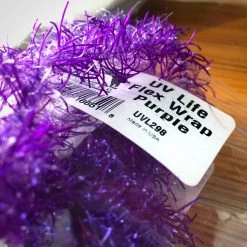 UV Life
Flex Wrap
Purple
UVL298
Made in USA